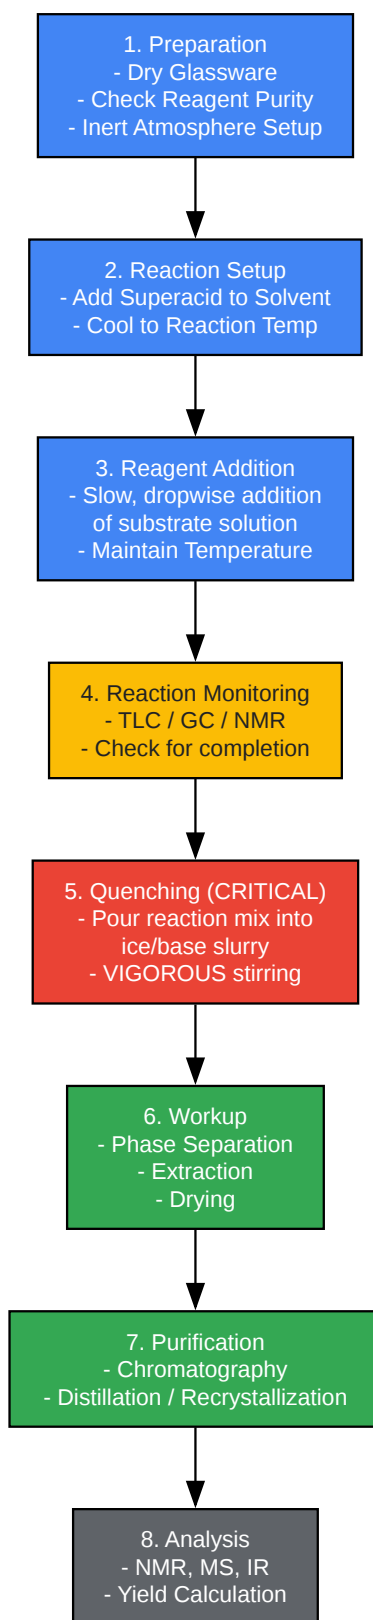 1. Preparation
- Dry Glassware
- Check Reagent Purity
- Inert Atmosphere Setup
2. Reaction Setup
- Add Superacid to Solvent
- Cool to Reaction Temp
3. Reagent Addition
- Slow, dropwise addition
of substrate solution
- Maintain Temperature
4. Reaction Monitoring
- TLC / GC / NMR
- Check for completion
5. Quenching (CRITICAL)
- Pour reaction mix into
ice/base slurry
- VIGOROUS stirring
6. Workup
- Phase Separation
- Extraction
- Drying
7. Purification
- Chromatography
- Distillation / Recrystallization
8. Analysis
- NMR, MS, IR
- Yield Calculation